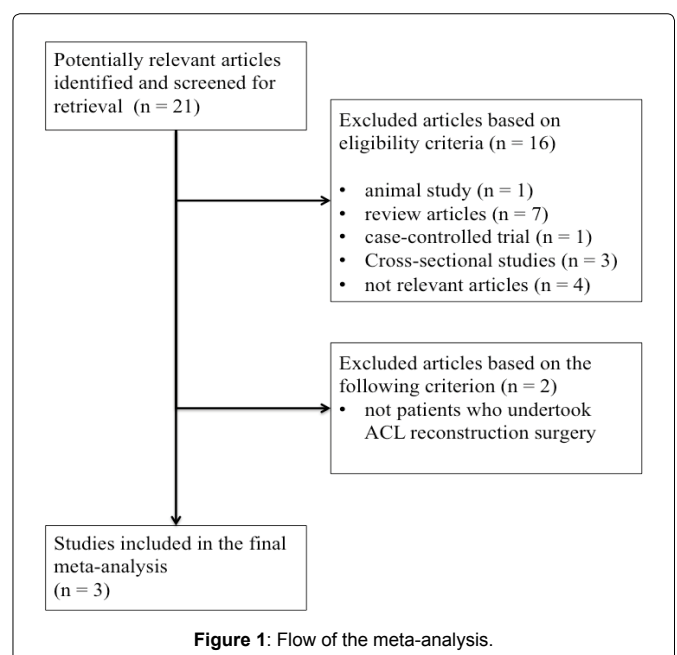 Potentially relevant articles
identified and screened for
retrieval (n = 21)
Excluded articles based on
eligibility criteria (n = 16)
• animal study (n = 1)
• review articles (n = 7)
• case-controlled trial (n = 1)
• Cross-sectional studies (n = 3)
• not relevant articles (n = 4)
Excluded articles based on the
following criterion (n = 2)
• not patients who undertook
ACL reconstruction surgery
Studies included in the final
meta-analysis
(n = 3)
Figure 1: Flow of the meta-analysis.